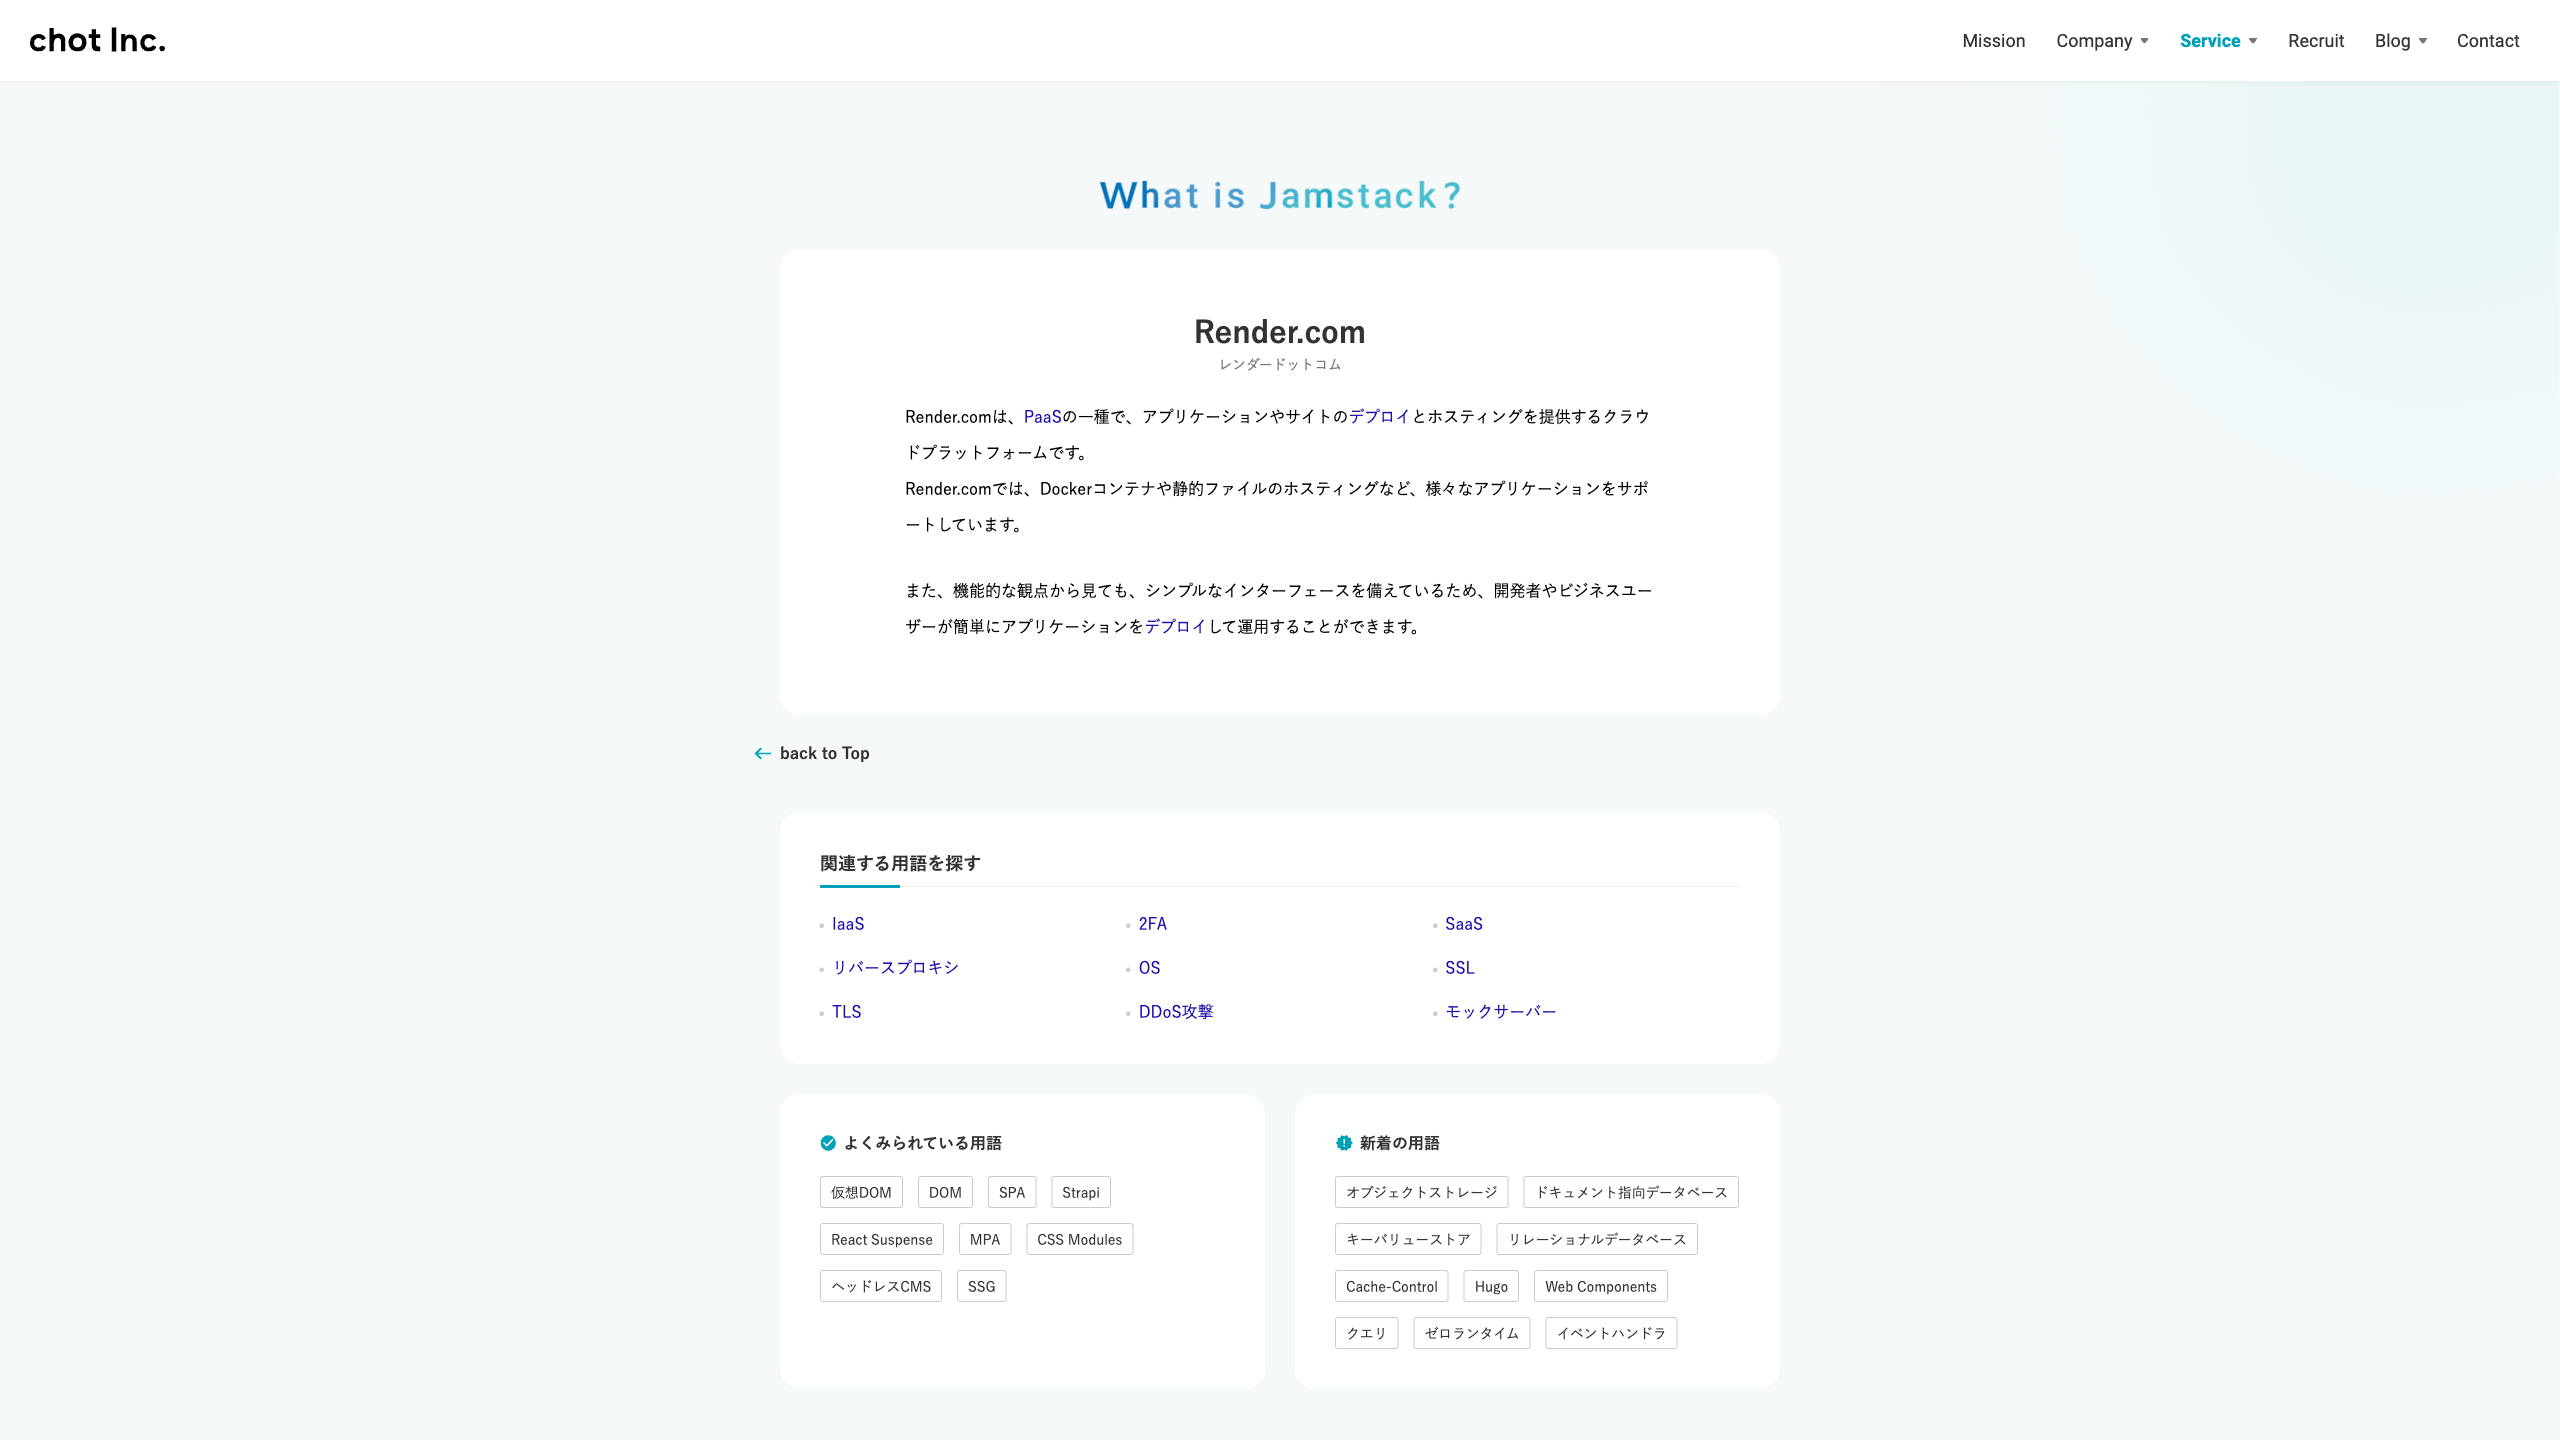 chot Inc.
Mission Company Service Recruit Blog Contact
What is Jamstack?
Render.com
レンダードットコム
Render.comは、PaaSの一種で、アプリケーションやサイトのデプロイとホスティングを提供するクラウ
ドプラットフォームです。
Render.comでは、Dockerコンテナや静的ファイルのホスティングなど、様々なアプリケーションをサポ
ートしています。
また、機能的な観点から見ても、シンプルなインターフェースを備えているため、開発者やビジネスユー
ザーが簡単にアプリケーションをデプロイして運用することができます。
back to Top
関連する用語を探す
IaaS 2FA SaaS
リバースプロキシ OS SSL
TLS DDoS攻撃 モックサーバー
よくみられている用語
仮想DOM DOM SPA Strapi
React Suspense MPA CSS Modules
ヘッドレスCMS SSG
新着の用語
オブジェクトストレージ ドキュメント指向データベース
キーバリューストア リレーショナルデータベース
Cache-Control Hugo Web Components
クエリ ゼロランタイム イベントハンドラ